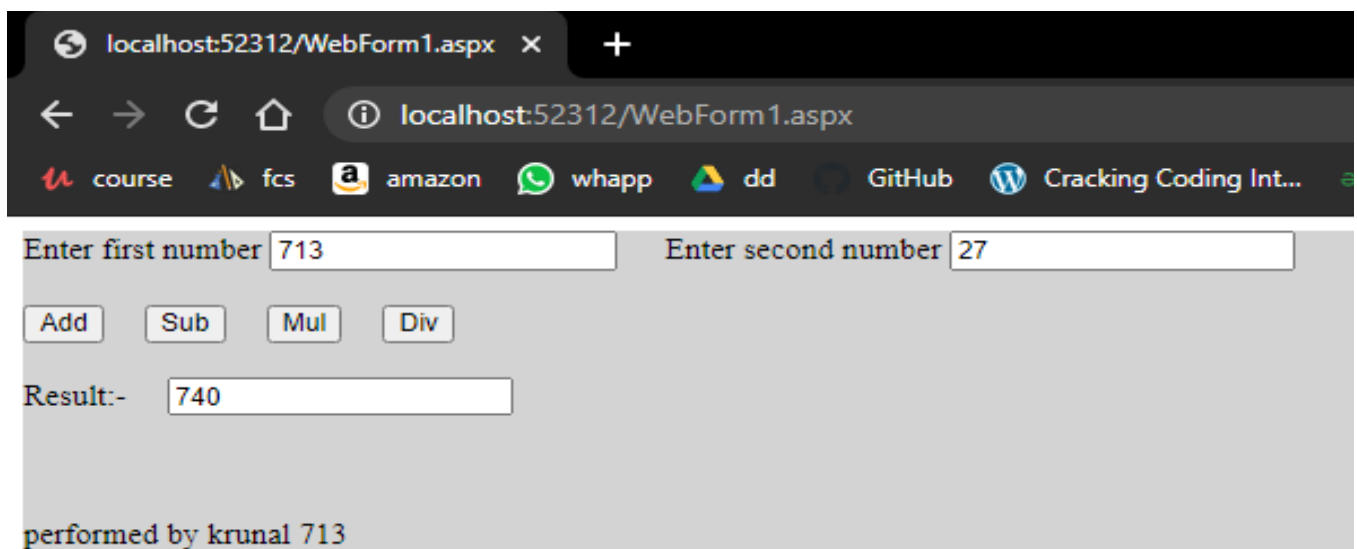 localhost:52312/WebForm1.aspx
localhost:52312/WebForm1.aspx
course fcs amazon whapp dd GitHub Cracking Coding Int...
Enter first number 713 Enter second number 27
Add Sub Mul Div
Result:- 740
performed by krunal 713